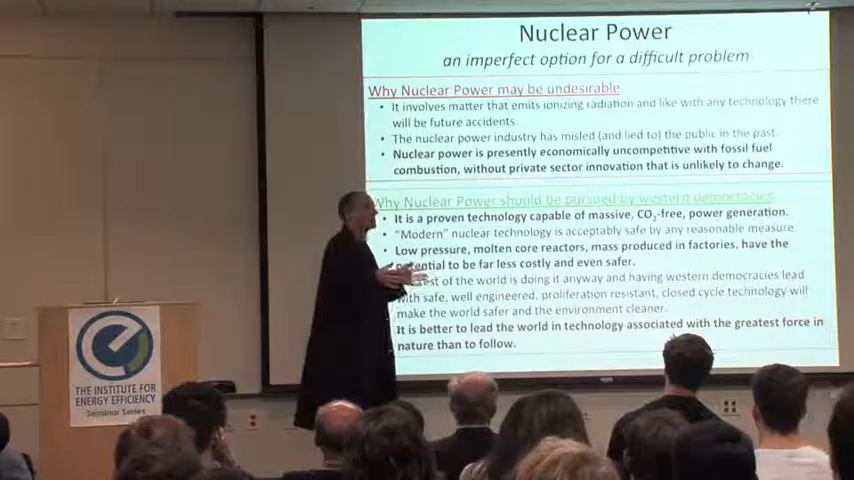 Nuclear Power
an imperfect option for a difficult problem
Why Nuclear Power may be undesirable
• It involves matter that emits ionizing radiation and like with any technology there
will be future accidents.
• The nuclear power industry has misled (and lied to) the public in the past.
• Nuclear power is presently economically uncompetitive with fossil fuel
combustion, without private sector innovation that is unlikely to change.
Why Nuclear Power should be pursued by western democracies
• It is a proven technology capable of massive, CO2-free, power generation.
• "Modern" nuclear technology is acceptably safe by any reasonable measure.
• Low pressure, molten core reactors, mass produced in factories, have the
potential to be far less costly and even safer.
rest of the world is doing it anyway and having western democracies lead
with safe, well engineered, proliferation resistant, closed cycle technology will
make the world safer and the environment cleaner.
It is better to lead the world in technology associated with the greatest force in
nature than to follow.
THE INSTITUTE FOR
ENERGY EFFICIENCY
Seminar Series